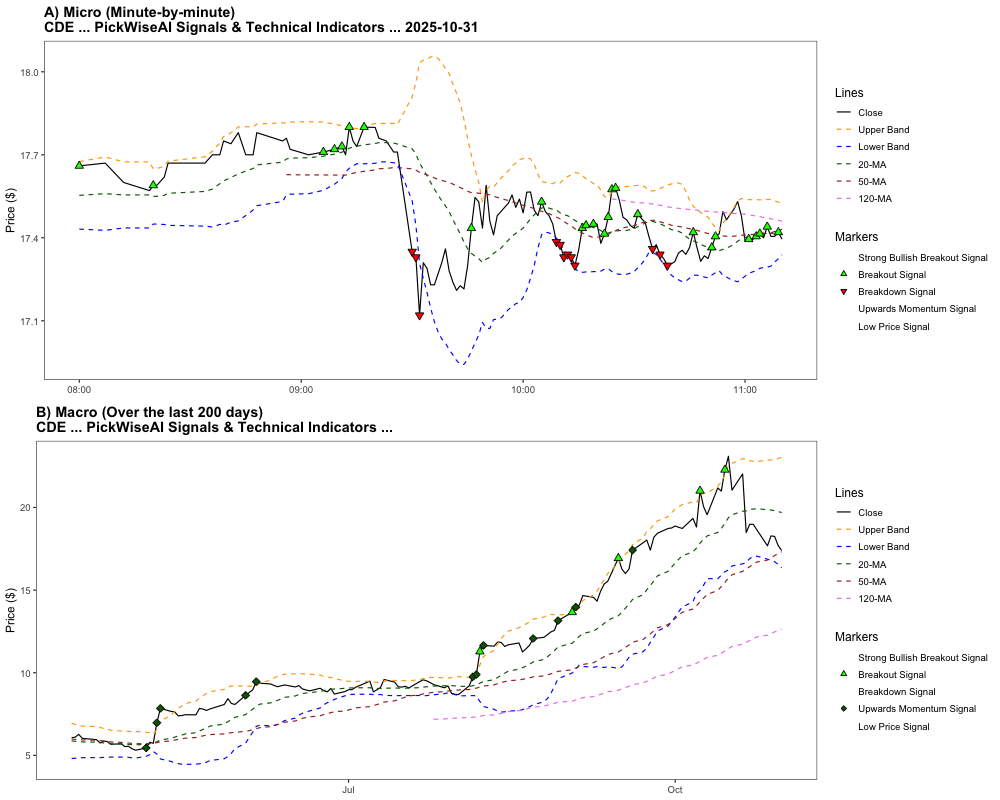 A) Micro (Minute-by-minute)
CDE ... PickWiseAI Signals & Technical Indicators ... 2025-10-31
Price ($)
18.0
17.7
17.4
17.1
08:00
09:00
10:00
11:00
Lines
Close
Upper Band
Lower Band
20-MA
50-MA
120-MA
Markers
Strong Bullish Breakout Signal
Breakout Signal
Breakdown Signal
Upwards Momentum Signal
Low Price Signal
B) Macro (Over the last 200 days)
CDE ... PickWiseAI Signals & Technical Indicators ...
Price ($)
20
15
10
5
Jul
Oct
Lines
Close
Upper Band
Lower Band
20-MA
50-MA
120-MA
Markers
Strong Bullish Breakout Signal
Breakout Signal
Breakdown Signal
Upwards Momentum Signal
Low Price Signal